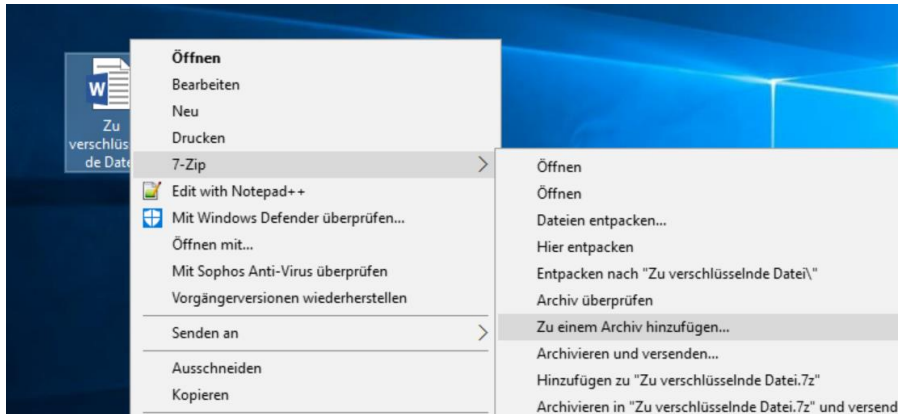 W
Zu
verschlüs
de Date
Öffnen
Bearbeiten
Neu
Drucken
7-Zip
Edit with Notepad++
Mit Windows Defender überprüfen...
Öffnen mit...
Mit Sophos Anti-Virus überprüfen
Vorgängerversionen wiederherstellen
Senden an
Ausschneiden
Kopieren
Öffnen
Öffnen
Dateien entpacken...
Hier entpacken
Entpacken nach "Zu verschlüsselnde Datei\"
Archiv überprüfen
Zu einem Archiv hinzufügen...
Archivieren und versenden...
Hinzufügen zu "Zu verschlüsselnde Datei.7z"
Archivieren in "Zu verschlüsselnde Datei.7z" und versend